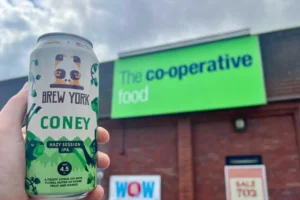 BREW YORK
CONEY
HAZY SESSION
IPA
4.5
The co-operative
food
WOW
SALE